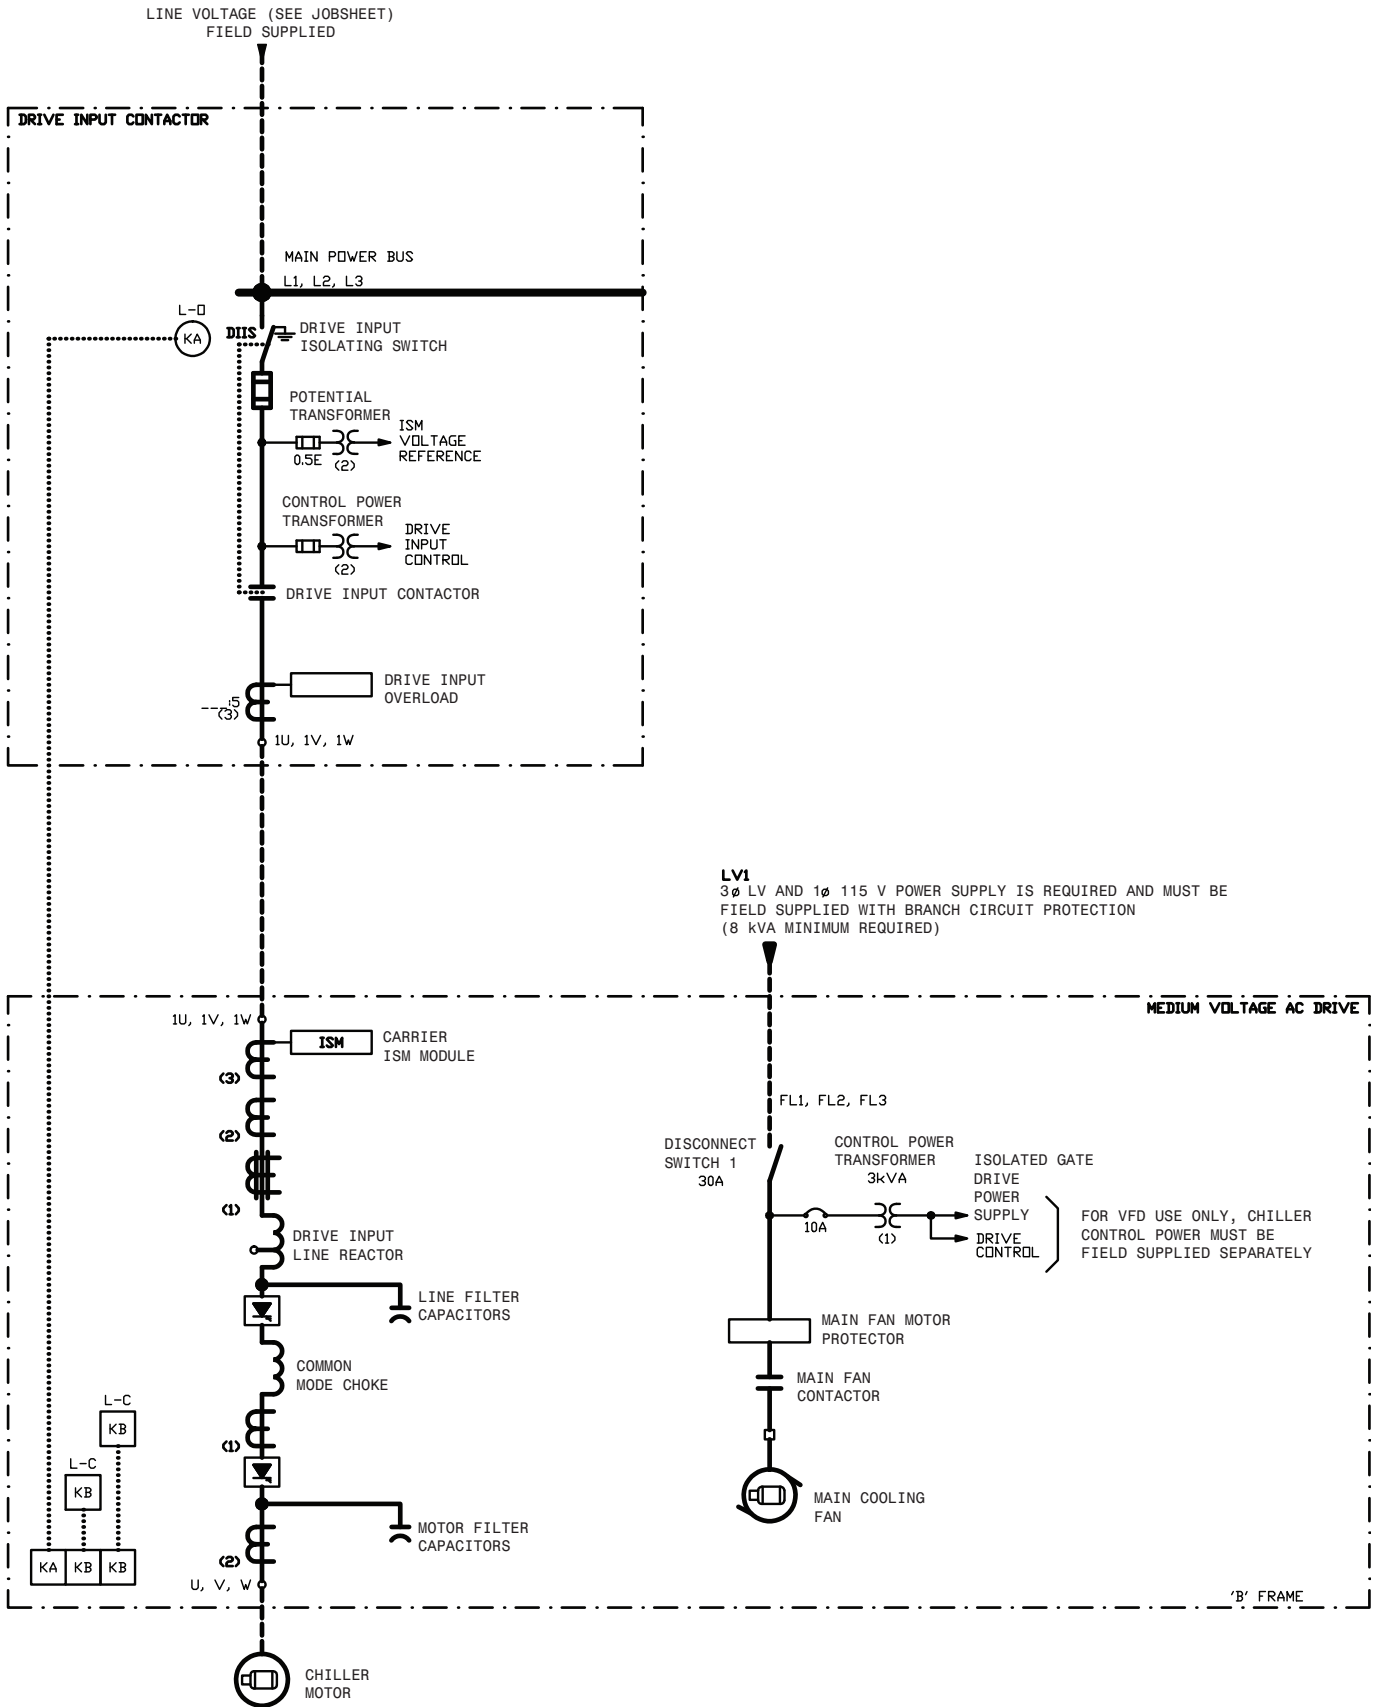 LINE VOLTAGE (SEE JOBSHEET)
FIELD SUPPLIED
DRIVE INPUT CONTACTOR
MAIN POWER BUS
L1, L2, L3
L-O
KA
DIIS
DRIVE INPUT
ISOLATING SWITCH
POTENTIAL
TRANSFORMER
ISM
VOLTAGE
REFERENCE
0.5E
(2)
CONTROL POWER
TRANSFORMER
DRIVE
INPUT
CONTROL
(2)
DRIVE INPUT CONTACTOR
DRIVE INPUT
OVERLOAD
---:5
(3)
1U, 1V, 1W
LV1
3ø LV AND 1ø 115 V POWER SUPPLY IS REQUIRED AND MUST BE
FIELD SUPPLIED WITH BRANCH CIRCUIT PROTECTION
(8 kVA MINIMUM REQUIRED)
MEDIUM VOLTAGE AC DRIVE
1U, 1V, 1W
ISM
CARRIER
ISM MODULE
(3)
(2)
(1)
DRIVE INPUT
LINE REACTOR
LINE FILTER
CAPACITORS
COMMON
MODE CHOKE
(1)
MOTOR FILTER
CAPACITORS
(2)
U, V, W
L-C
KB
L-C
KB
KA
KB
KB
FL1, FL2, FL3
DISCONNECT
SWITCH 1
30A
CONTROL POWER
TRANSFORMER
3kVA
10A
(1)
ISOLATED GATE
DRIVE
POWER
SUPPLY
DRIVE
CONTROL
FOR VFD USE ONLY, CHILLER
CONTROL POWER MUST BE
FIELD SUPPLIED SEPARATELY
MAIN FAN MOTOR
PROTECTOR
MAIN FAN
CONTACTOR
MAIN COOLING
FAN
'B' FRAME
CHILLER
MOTOR